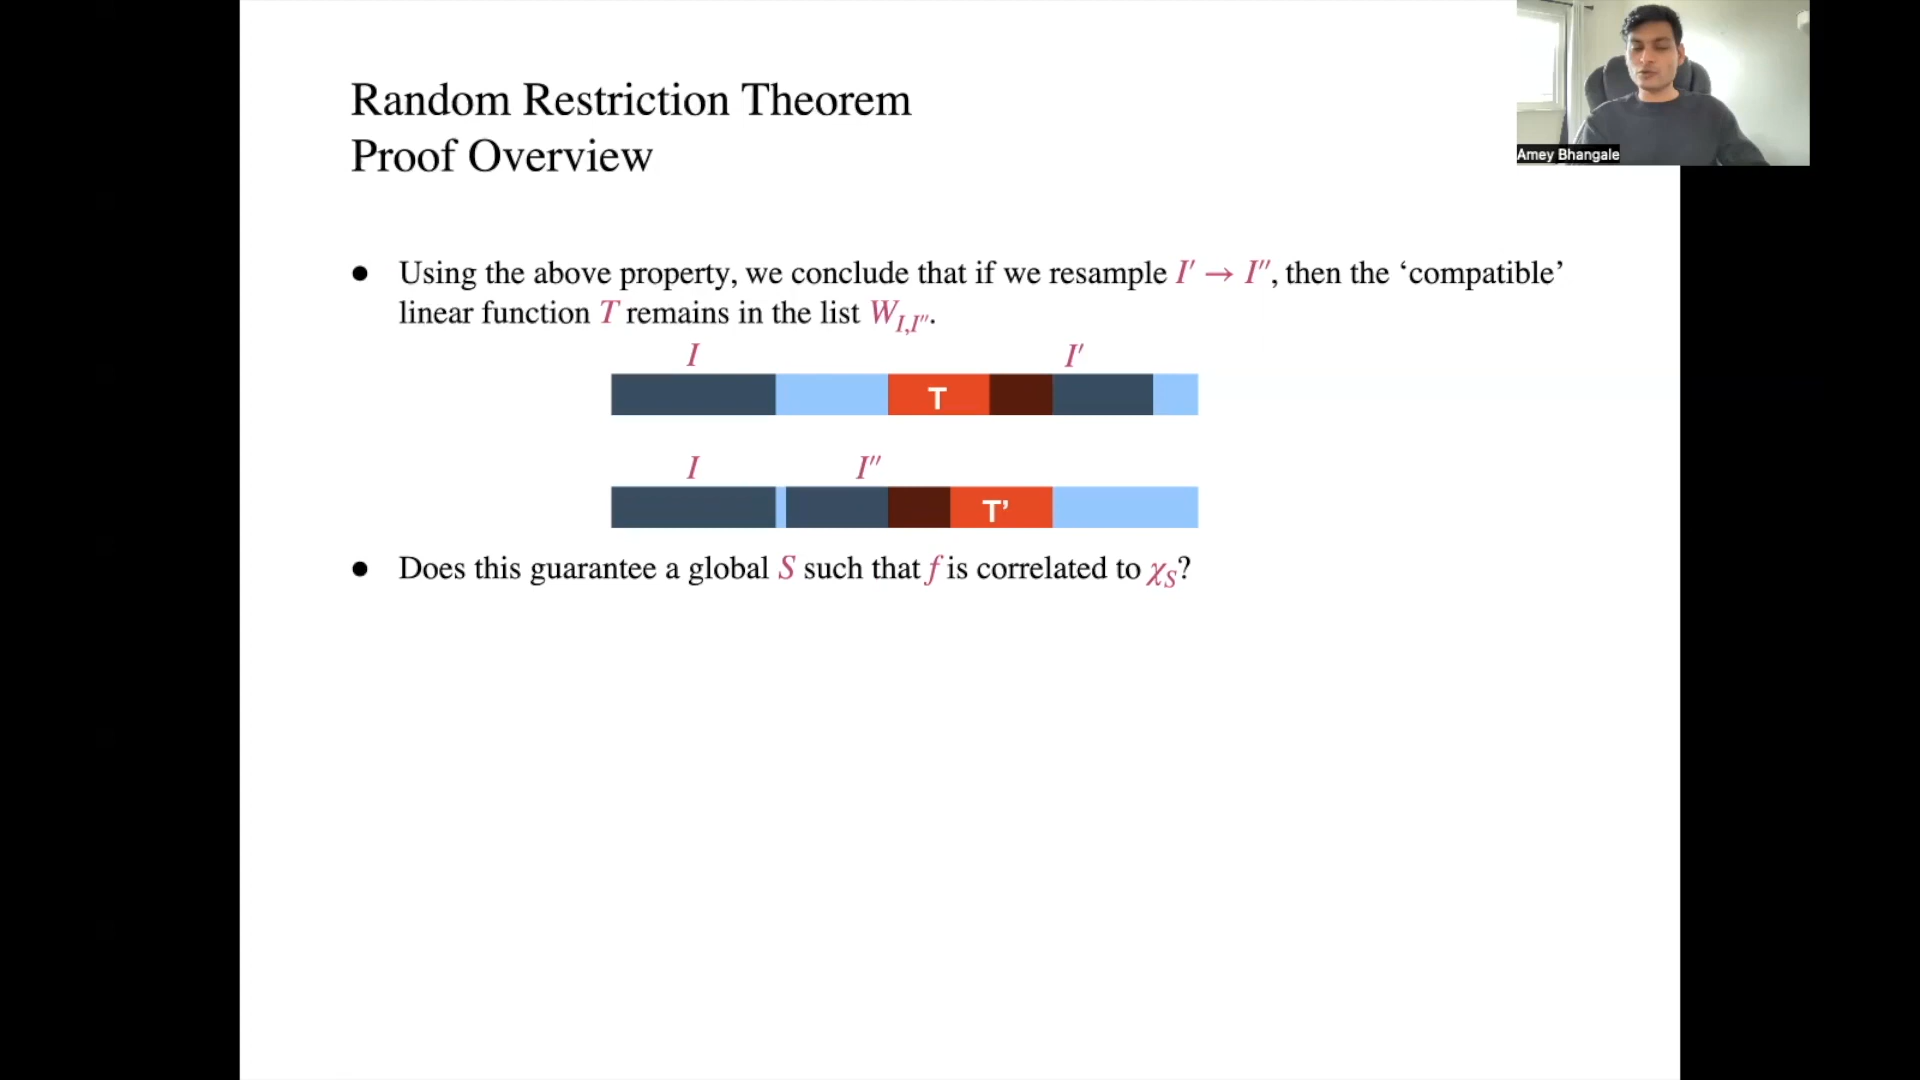 Random Restriction Theorem
Proof Overview
Amey Bhangale
● Using the above property, we conclude that if we resample I′ → I″, then the ‘compatible’
linear function T remains in the list W_{I,I″}.
I I′
T
I I″
T’
● Does this guarantee a global S such that f is correlated to χ_S?